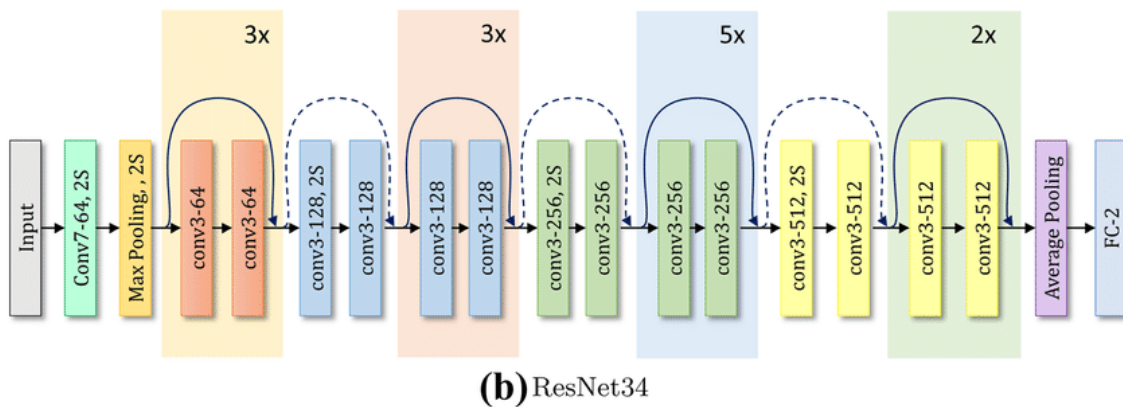 3x
3x
5x
2x
Input
Conv7-64, 2S
Max Pooling, , 2S
conv3-64
conv3-64
conv3-128, 2S
conv3-128
conv3-128
conv3-128
conv3-256, 2S
conv3-256
conv3-256
conv3-256
conv3-512, 2S
conv3-512
conv3-512
conv3-512
Average Pooling
FC-2
(b) ResNet34